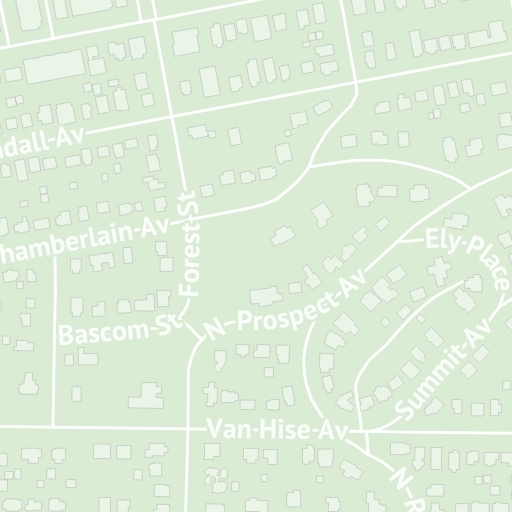 Chamberlain-Av
Forest-St
Ely-Place
Bascom-St
N-Prospect-Av
Summit-Av
Van-Hise-Av